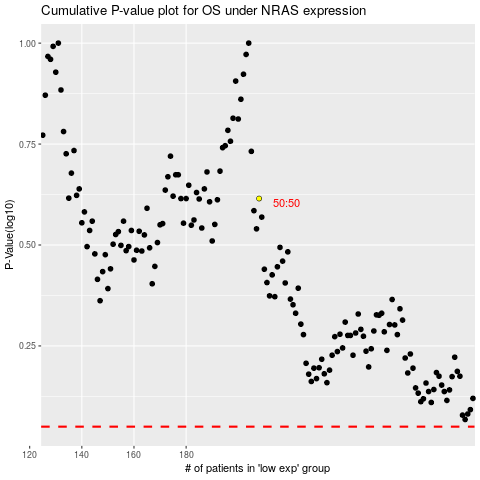 Cumulative P-value plot for OS under NRAS expression
P-Value(log10)
1.00
0.75
0.50
0.25
50:50
120 140 160 180
# of patients in 'low exp' group